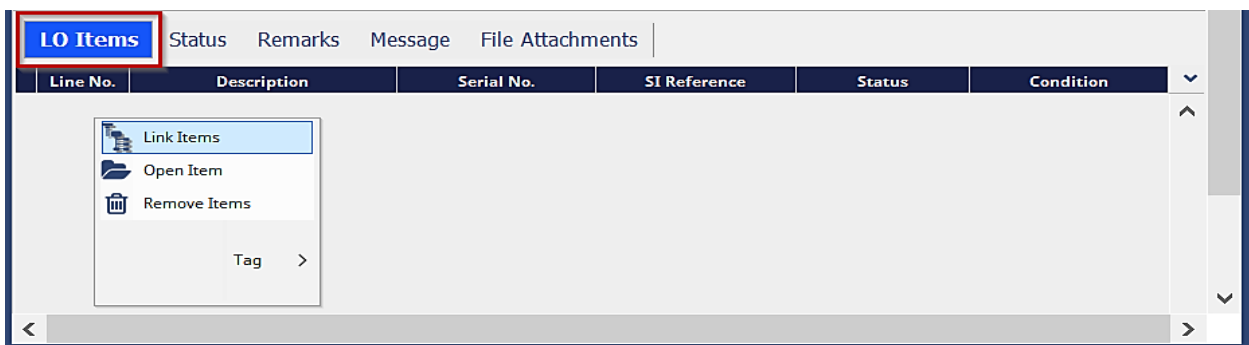 LO Items Status Remarks Message File Attachments
Line No. Description Serial No. SI Reference Status Condition
Link Items
Open Item
Remove Items
Tag